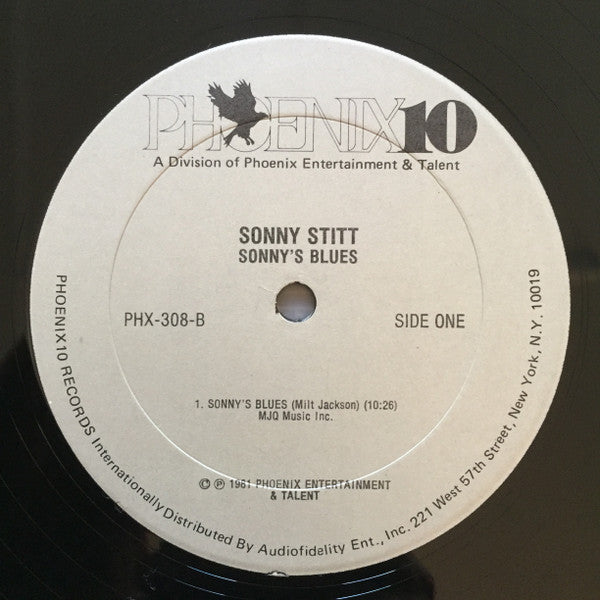 PHOENIX10
A Division of Phoenix Entertainment & Talent
SONNY STITT
SONNY'S BLUES
PHX-308-B
SIDE ONE
1. SONNY'S BLUES (Milt Jackson) (10:26)
MJQ Music Inc.
© ℗ 1981 PHOENIX ENTERTAINMENT
& TALENT
PHOENIX10 RECORDS Internationally Distributed By Audiofidelity Ent., Inc. 221 West 57th Street, New York, N.Y. 10019